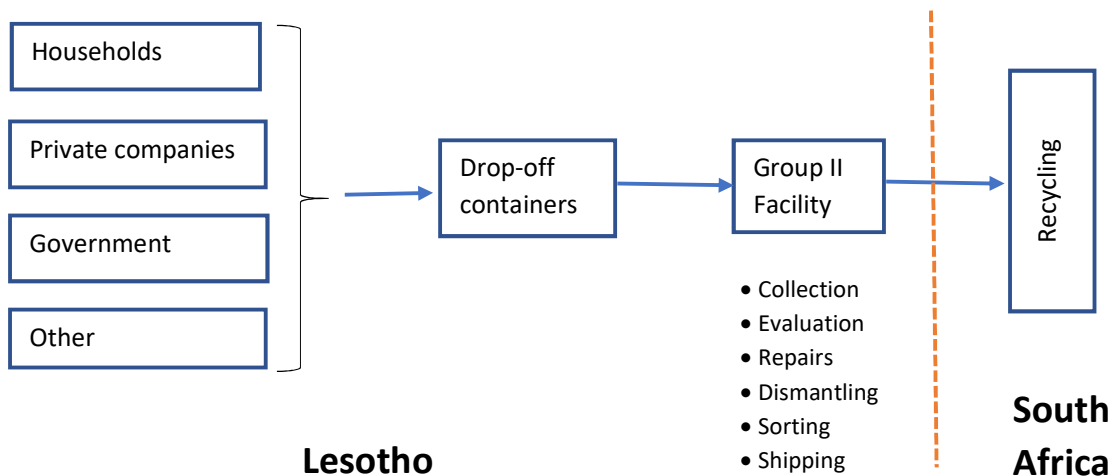 Households
Private companies
Government
Other
Drop-off
containers
Group II
Facility
• Collection
• Evaluation
• Repairs
• Dismantling
• Sorting
• Shipping
Recycling
Lesotho
South
Africa